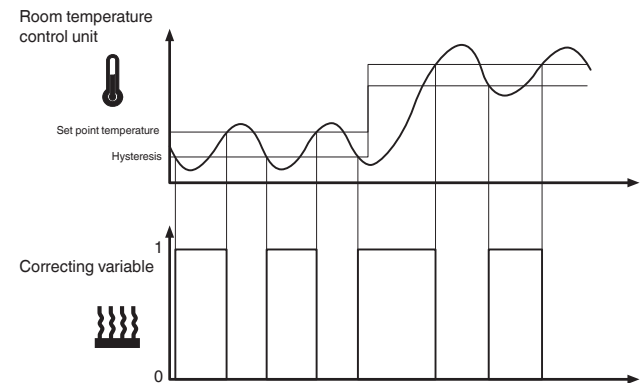 Room temperature
control unit
Set point temperature
Hysteresis
1
Correcting variable
0